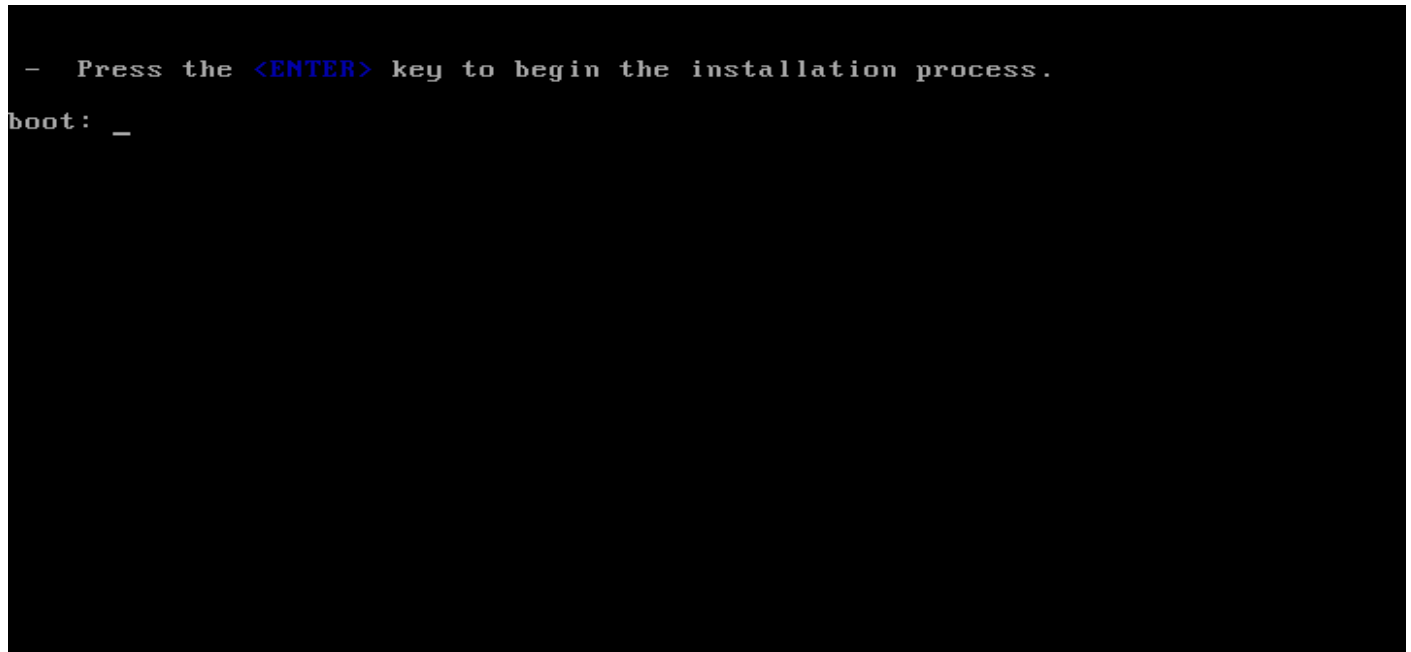 -  Press the <ENTER> key to begin the installation process.
boot: _